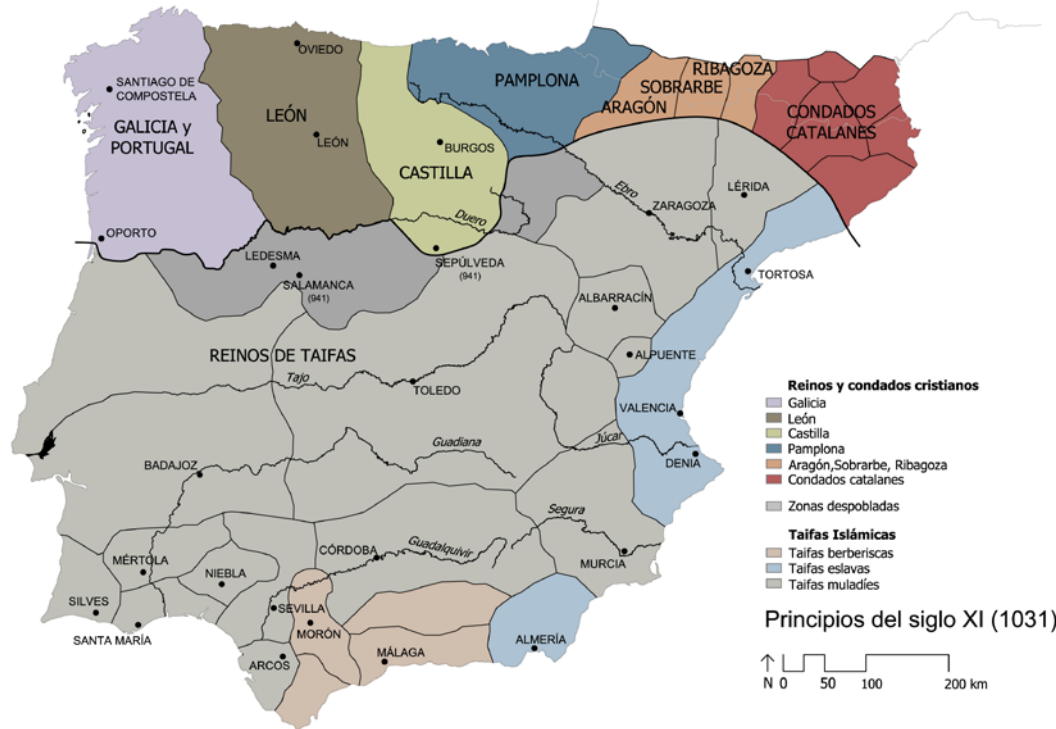 OVIEDO
SANTIAGO DE
COMPOSTELA
GALICIA y
PORTUGAL
LEÓN
LEÓN
BURGOS
CASTILLA
PAMPLONA
RIBAGOZA
SOBRARBE
ARAGÓN
CONDADOS
CATALANES
OPORTO
Duero
Ebro
ZARAGOZA
LÉRIDA
LEDESMA
SALAMANCA
(941)
SEPÚLVEDA
(941)
TORTOSA
ALBARRACÍN
ALPUENTE
REINOS DE TAIFAS
Tajo
TOLEDO
VALENCIA
Júcar
DENIA
Guadiana
BADAJOZ
Segura
MURCIA
CÓRDOBA
Guadalquivir
MÉRTOLA
NIEBLA
SILVES
SANTA MARÍA
SEVILLA
MORÓN
ARCOS
MÁLAGA
ALMERÍA
Reinos y condados cristianos
Galicia
León
Castilla
Pamplona
Aragón,Sobrarbe, Ribagoza
Condados catalanes
Zonas despobladas
Taifas Islámicas
Taifas berberiscas
Taifas eslavas
Taifas muladíes
Principios del siglo XI (1031)
N 0 50 100 200 km